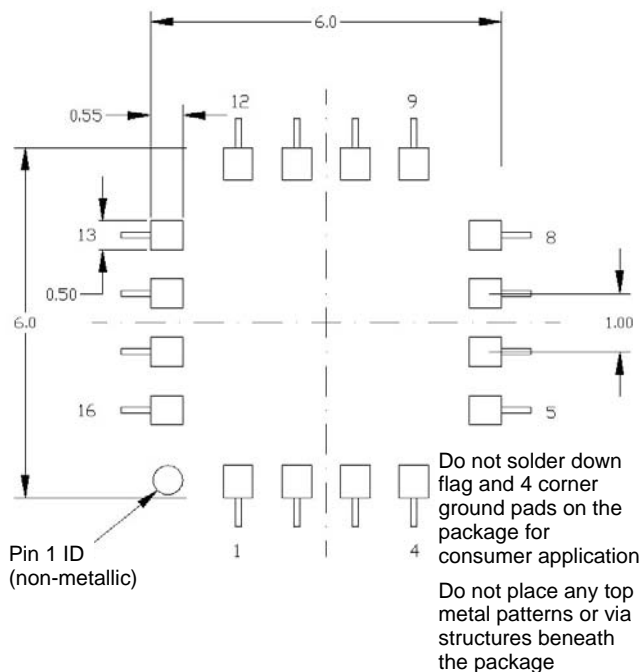 6.0
0.55
12
9
13
8
0.50
6.0
1.00
16
5
Do not solder down
flag and 4 corner
ground pads on the
package for
consumer application
Pin 1 ID
(non-metallic)
1
4
Do not place any top
metal patterns or via
structures beneath
the package